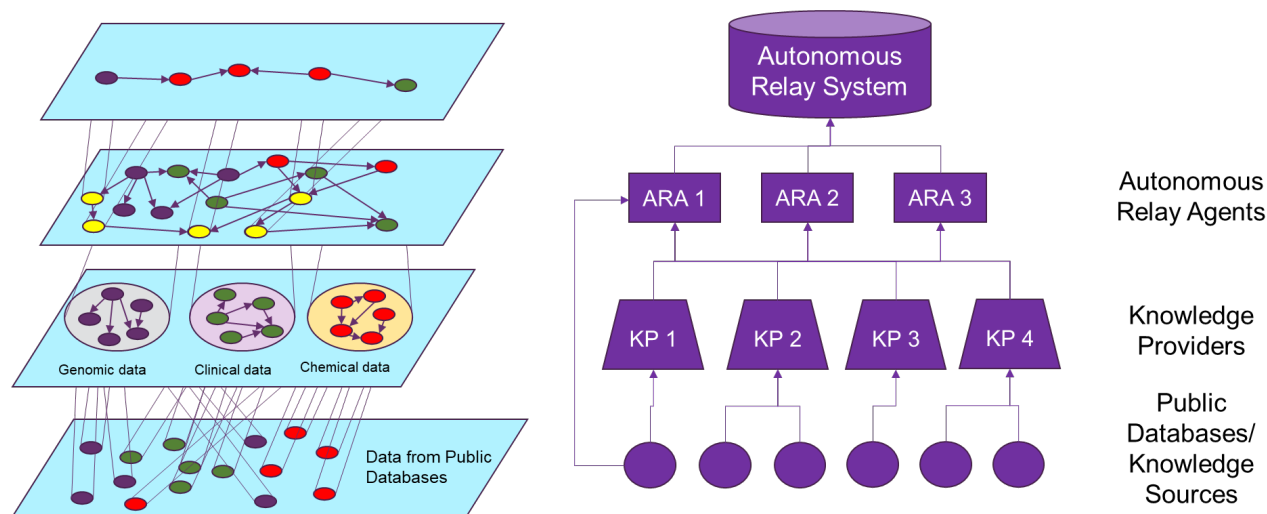 Genomic data
Clinical data
Chemical data
Data from Public
Databases
Autonomous
Relay System
ARA 1
ARA 2
ARA 3
Autonomous
Relay Agents
KP 1
KP 2
KP 3
KP 4
Knowledge
Providers
Public
Databases/
Knowledge
Sources